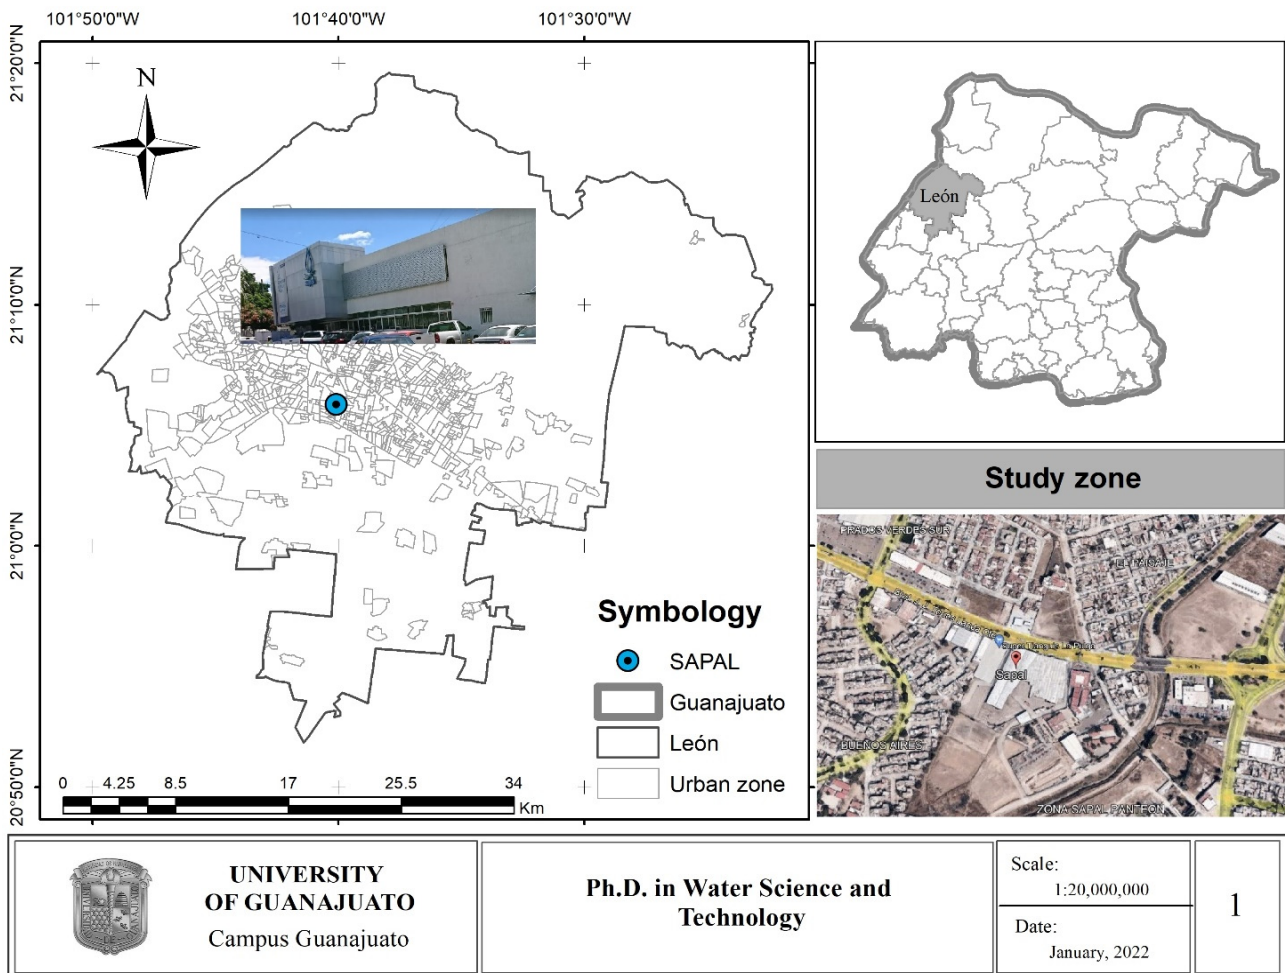 101°50'0"W 101°40'0"W 101°30'0"W
21°20'0"N
21°10'0"N
21°0'0"N
20°50'0"N
N
Symbology
SAPAL
Guanajuato
León
Urban zone
0 4.25 8.5 17 25.5 34
Km
León
Study zone
PRADOS VERDES SUR
EL PAISAJE
Sapal
BUENOS AIRES
ZONA SAPAL PANTEON
UNIVERSITY
OF GUANAJUATO
Campus Guanajuato
Ph.D. in Water Science and
Technology
Scale:
1:20,000,000
Date:
January, 2022
1